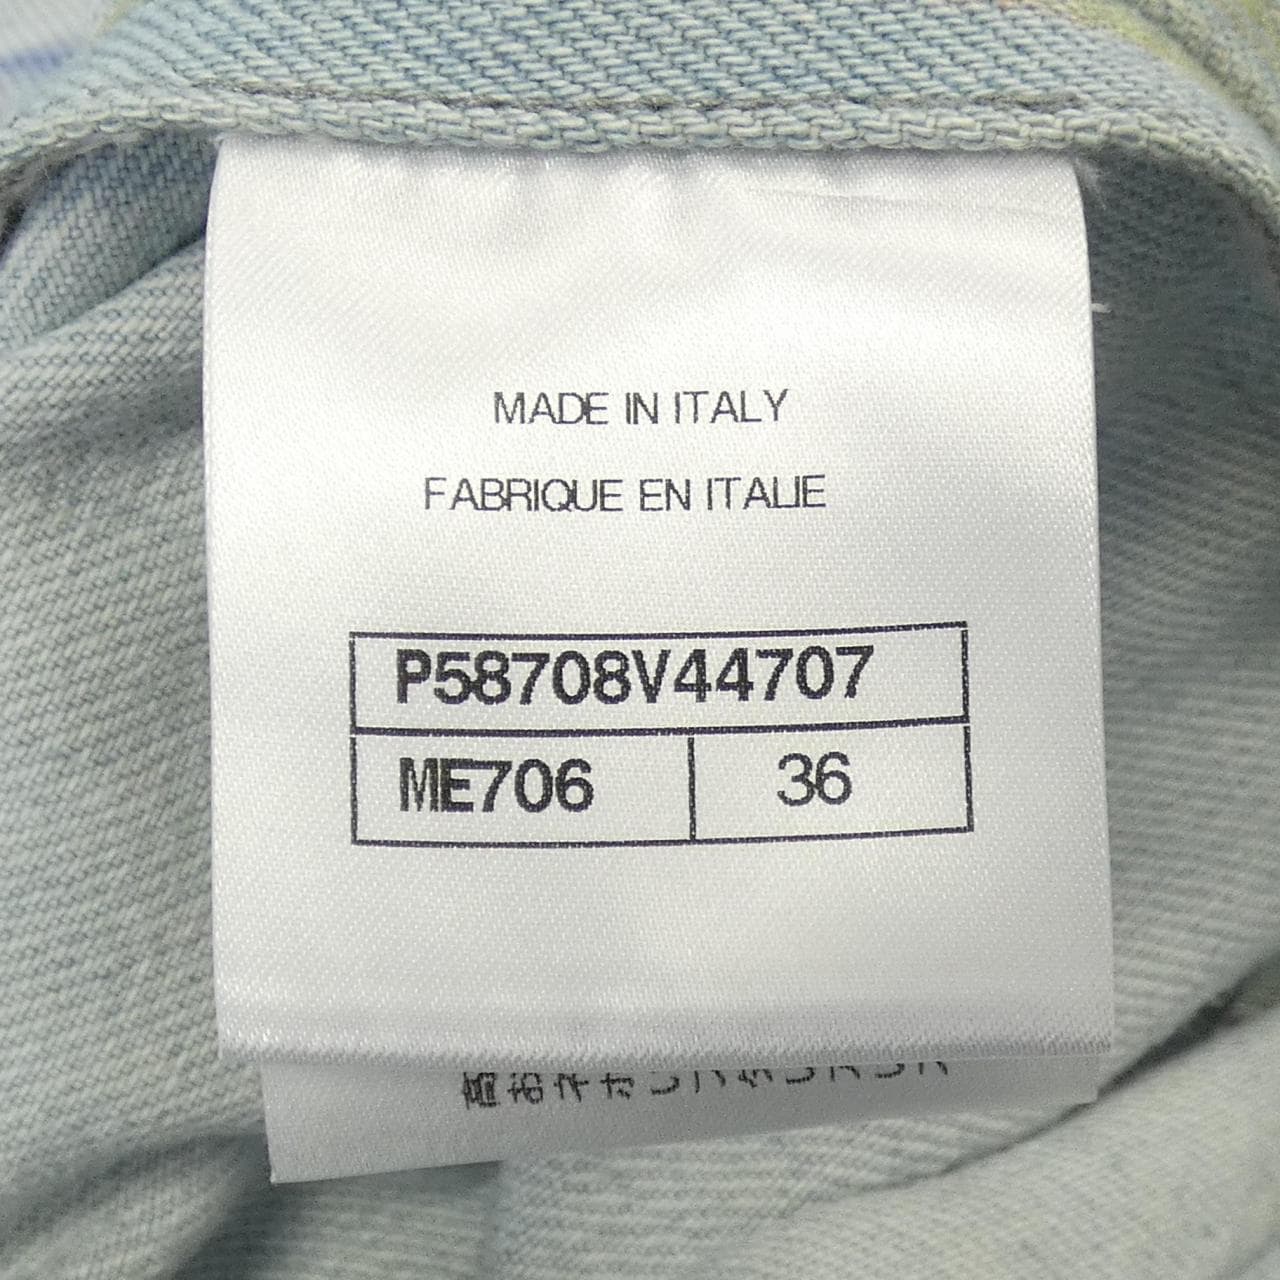 MADE IN ITALY
FABRIQUE EN ITALIE
P58708V44707
ME706 36